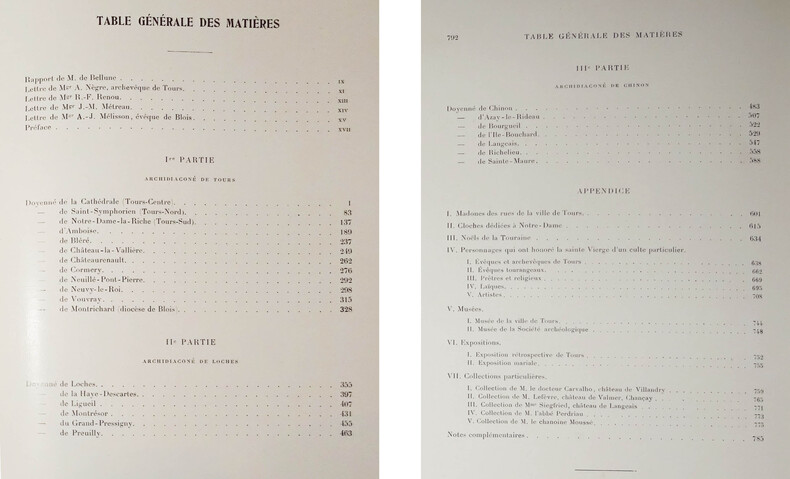 TABLE GÉNÉRALE DES MATIÈRES
Rapport de M. de Bellune . . . IX
Lettre de Mgr A. Nègre, archevêque de Tours. . . . XI
Lettre de Mgr R.-F. Renou. . . . XIII
Lettre de Mgr J.-M. Métreau. . . . XIV
Lettre de Mgr A.-J. Mélisson, évêque de Blois. . . . XV
Préface . . . XVII
Ire PARTIE
ARCHIDIACONÉ DE TOURS
Doyenné de la Cathédrale (Tours-Centre). . . . 1
— de Saint-Symphorien (Tours-Nord). . . . 83
— de Notre-Dame-la-Riche (Tours-Sud). . . . 137
— d'Amboise. . . . 189
— de Bléré. . . . 237
— de Château-la-Vallière. . . . 249
— de Châteaurenault. . . . 262
— de Cormery. . . . 276
— de Neuillé-Pont-Pierre. . . . 292
— de Neuvy-le-Roi. . . . 298
— de Vouvray. . . . 315
— de Montrichard (diocèse de Blois). . . . 328
IIe PARTIE
ARCHIDIACONÉ DE LOCHES
Doyenné de Loches. . . . 355
— de la Haye-Descartes. . . . 397
— de Ligueil . . . 407
— de Montrésor . . . 431
— du Grand-Pressigny. . . . 455
— de Preuilly. . . . 463
792 TABLE GÉNÉRALE DES MATIÈRES
IIIe PARTIE
ARCHIDIACONÉ DE CHINON
Doyenné de Chinon . . . 483
— d'Azay-le-Rideau . . . 507
— de Bourgueil . . . 522
— de l'Ile-Bouchard . . . 529
— de Langeais. . . . 547
— de Richelieu. . . . 558
— de Sainte-Maure. . . . 588
APPENDICE
I. Madones des rues de la ville de Tours. . . . 601
II. Cloches dédiées à Notre-Dame . . . 615
III. Noëls de la Touraine . . . 634
IV. Personnages qui ont honoré la sainte Vierge d'un culte particulier.
I. Evêques et archevêques de Tours . . . 638
II. Évêques tourangeaux. . . . 662
III. Prêtres et religieux . . . 669
IV. Laïques. . . . 695
V. Artistes . . . 708
V. Musées.
I. Musée de la ville de Tours. . . . 744
II. Musée de la Société archéologique . . . 748
VI. Expositions.
I. Exposition rétrospective de Tours . . . 752
II. Exposition mariale. . . . 755
VII. Collections particulières.
I. Collection de M. le docteur Carvalho, château de Villandry . . . 759
II. Collection de M. Lefèvre, château de Valmer, Chançay . . . 765
III. Collection de Mme Siegfried, château de Langeais . . . 771
IV. Collection de M. l'abbé Perdriau . . . 773
V. Collection de M. le chanoine Moussé. . . . 775
Notes complémentaires. . . . 785